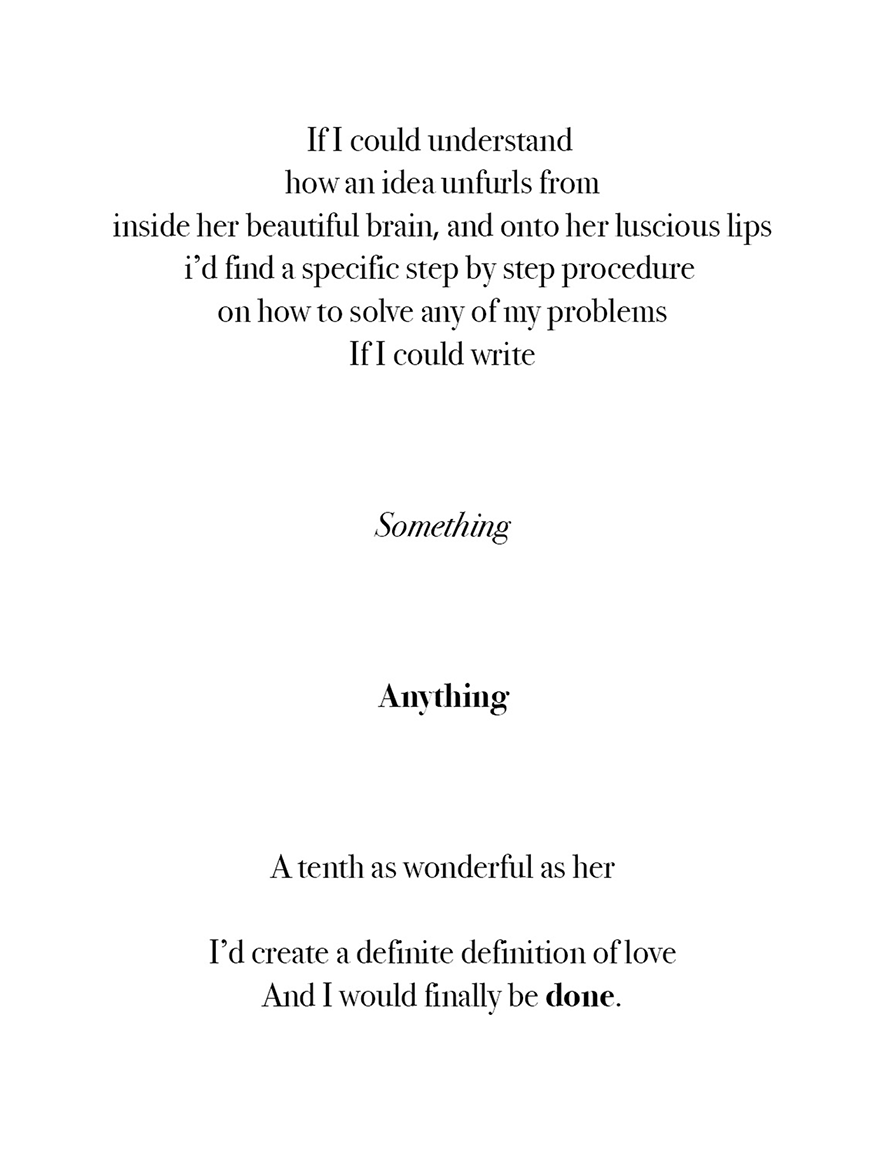 If I could understand
how an idea unfurls from
inside her beautiful brain, and onto her luscious lips
i’d find a specific step by step procedure
on how to solve any of my problems
If I could write
Something
Anything
A tenth as wonderful as her
I’d create a definite definition of love
And I would finally be done.